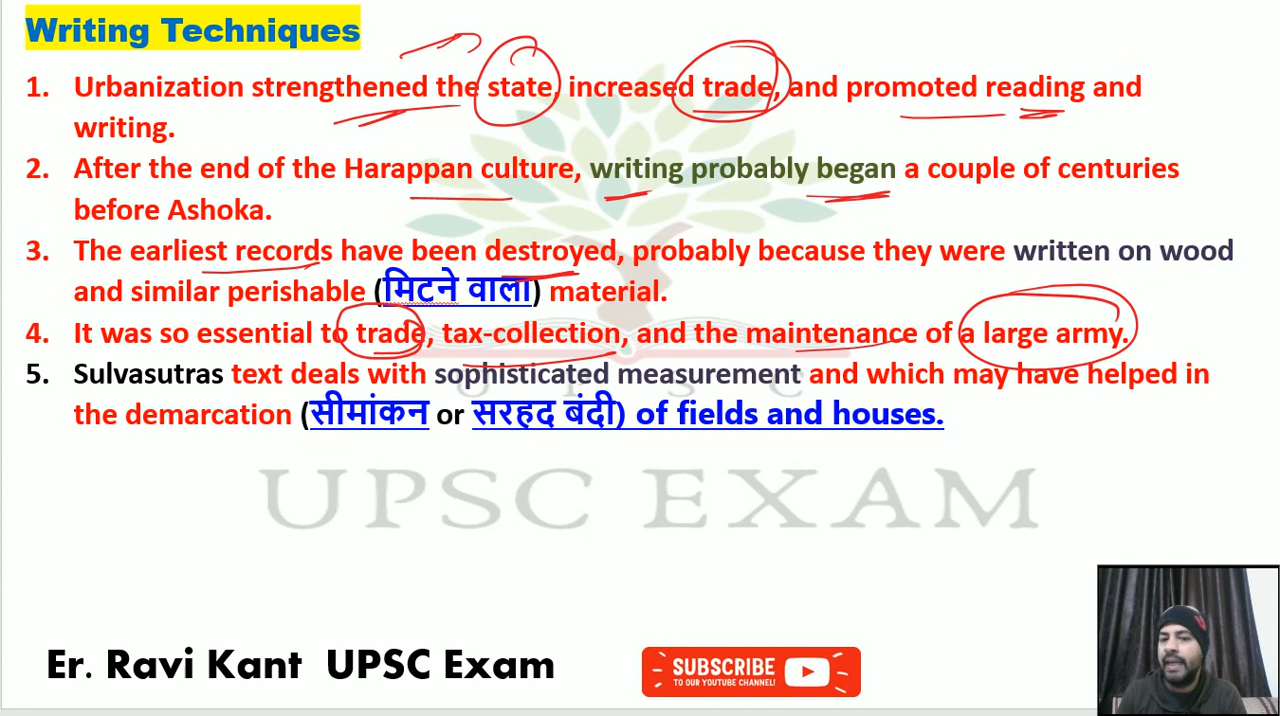 Writing Techniques
1. Urbanization strengthened the state, increased trade, and promoted reading and
writing.
2. After the end of the Harappan culture, writing probably began a couple of centuries
before Ashoka.
3. The earliest records have been destroyed, probably because they were written on wood
and similar perishable (मिटने वाला) material.
4. It was so essential to trade, tax-collection, and the maintenance of a large army.
5. Sulvasutras text deals with sophisticated measurement and which may have helped in
the demarcation (सीमांकन or सरहद बंदी) of fields and houses.
UPSC
UPSC EXAM
Er. Ravi Kant UPSC Exam
SUBSCRIBE
TO OUR YOUTUBE CHANNEL!